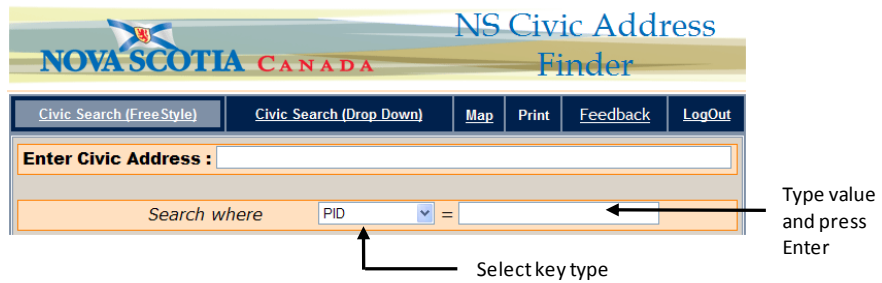 NS Civic Address
Finder
NOVA SCOTIA CANADA
Civic Search (FreeStyle) Civic Search (Drop Down) Map Print Feedback LogOut
Enter Civic Address :
Search where PID =
Type value
and press
Enter
Select key type